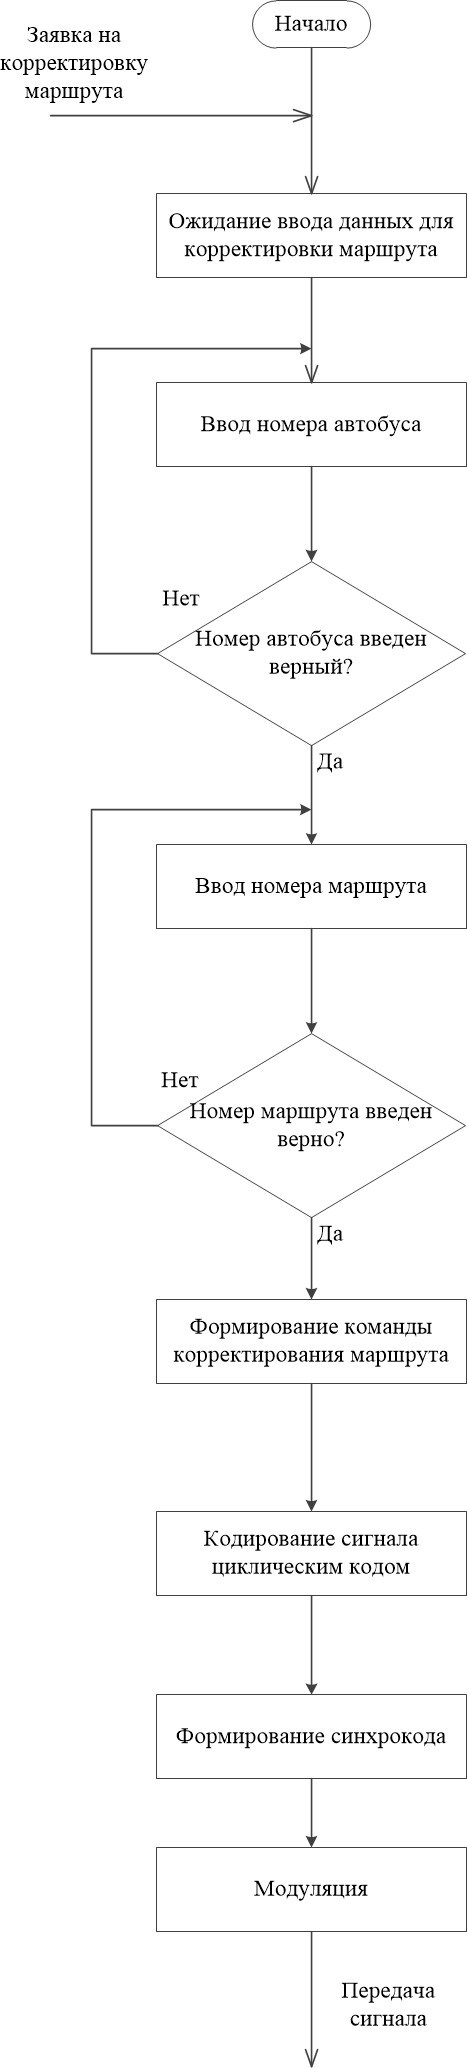 Начало
Заявка на
корректировку
маршрута
Ожидание ввода данных для
корректировки маршрута
Ввод номера автобуса
Нет
Номер автобуса введен
верный?
Да
Ввод номера маршрута
Нет
Номер маршрута введен
верно?
Да
Формирование команды
корректирования маршрута
Кодирование сигнала
циклическим кодом
Формирование синхрокода
Модуляция
Передача
сигнала